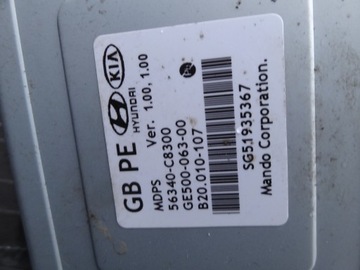 GB PE HYUNDAI KIA
MDPS Ver. 1.00, 1.00
56340-C8300
GE500-063-00
B20.010-107
SG51935367
Mando Corporation.